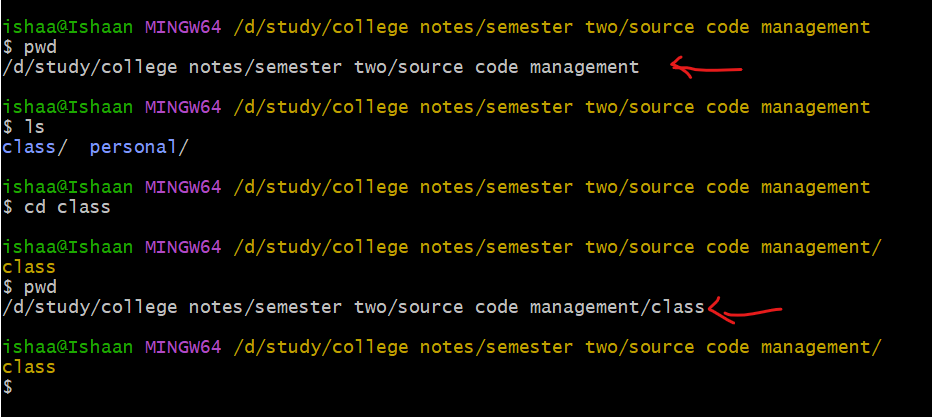 ishaa@Ishaan MINGW64 /d/study/college notes/semester two/source code management
$ pwd
/d/study/college notes/semester two/source code management
ishaa@Ishaan MINGW64 /d/study/college notes/semester two/source code management
$ ls
class/  personal/
ishaa@Ishaan MINGW64 /d/study/college notes/semester two/source code management
$ cd class
ishaa@Ishaan MINGW64 /d/study/college notes/semester two/source code management/
class
$ pwd
/d/study/college notes/semester two/source code management/class
ishaa@Ishaan MINGW64 /d/study/college notes/semester two/source code management/
class
$